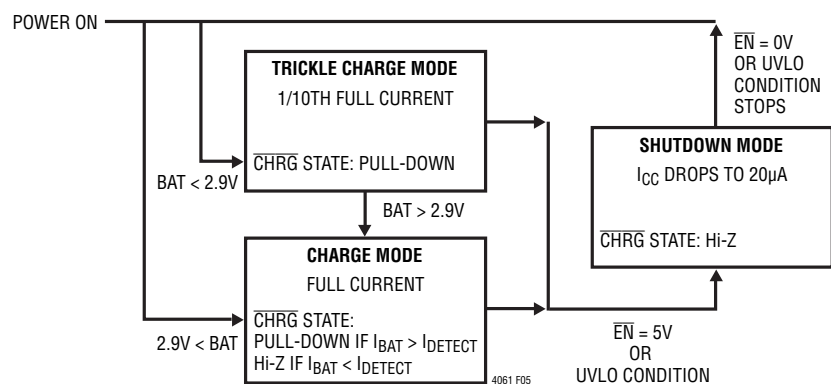 POWER ON
TRICKLE CHARGE MODE
1/10TH FULL CURRENT
CHRG STATE: PULL-DOWN
BAT < 2.9V
BAT > 2.9V
CHARGE MODE
FULL CURRENT
CHRG STATE:
PULL-DOWN IF IBAT > IDETECT
Hi-Z IF IBAT < IDETECT
2.9V < BAT
4061 F05
EN = 0V
OR UVLO
CONDITION
STOPS
SHUTDOWN MODE
ICC DROPS TO 20µA
CHRG STATE: Hi-Z
EN = 5V
OR
UVLO CONDITION